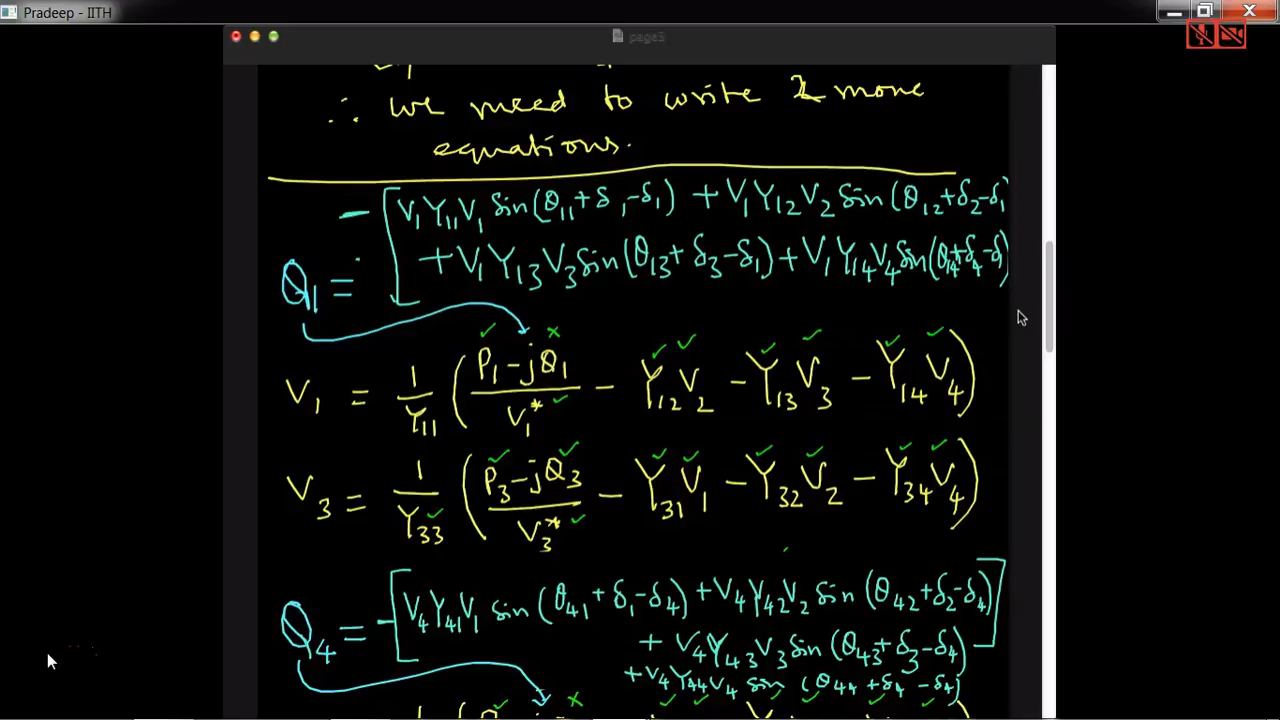 Pradeep - IITH
page3
∴ we need to write 2 more
equations.
- [V₁Y₁₁V₁ sin(θ₁₁+δ₁-δ₁) + V₁Y₁₂V₂ sin(θ₁₂+δ₂-δ₁)
Q₁ = + V₁Y₁₃V₃ sin(θ₁₃+δ₃-δ₁) + V₁Y₁₄V₄ sin(θ₁₄+δ₄-δ₁)
V₁ = 1/Y₁₁ ( (P₁-jQ₁)/V₁* - Y₁₂V₂ - Y₁₃V₃ - Y₁₄V₄ )
V₃ = 1/Y₃₃ ( (P₃-jQ₃)/V₃* - Y₃₁V₁ - Y₃₂V₂ - Y₃₄V₄ )
Q₄ = -[V₄Y₄₁V₁ sin(θ₄₁+δ₁-δ₄) + V₄Y₄₂V₂ sin(θ₄₂+δ₂-δ₄)]
+ V₄Y₄₃V₃ sin(θ₄₃+δ₃-δ₄)
+ V₄Y₄₄V₄ sin(θ₄₄+δ₄-δ₄)